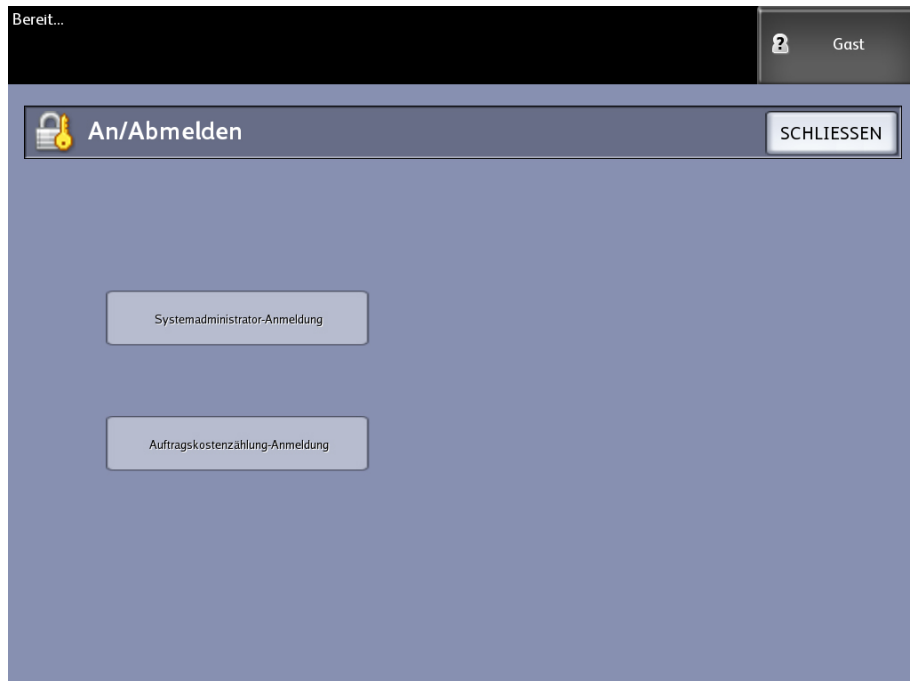 Bereit...
Gast
An/Abmelden
SCHLIESSEN
Systemadministrator-Anmeldung
Auftragskostenzählung-Anmeldung